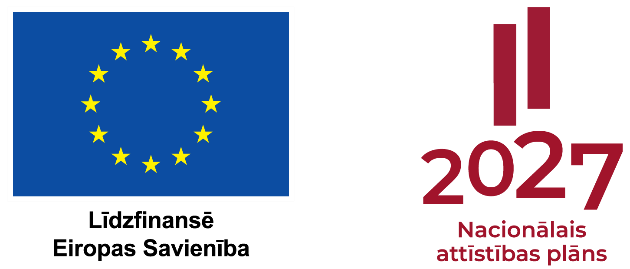 Līdzfinansē
Eiropas Savienība
2027
Nacionālais
attīstības plāns